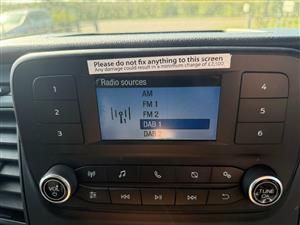 Please do not fix anything to this screen
Any damage could result in a minimum charge of £2,500
Radio sources
AM
FM 1
FM 2
DAB 1
DAB 2
1
2
3
4
5
6
VOL
TUNE